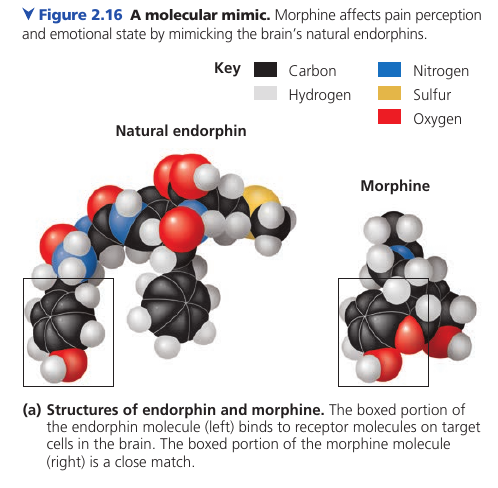 ▼ Figure 2.16 A molecular mimic. Morphine affects pain perception
and emotional state by mimicking the brain's natural endorphins.
Key
Carbon
Nitrogen
Hydrogen
Sulfur
Oxygen
Natural endorphin
Morphine
(a) Structures of endorphin and morphine. The boxed portion of
the endorphin molecule (left) binds to receptor molecules on target
cells in the brain. The boxed portion of the morphine molecule
(right) is a close match.